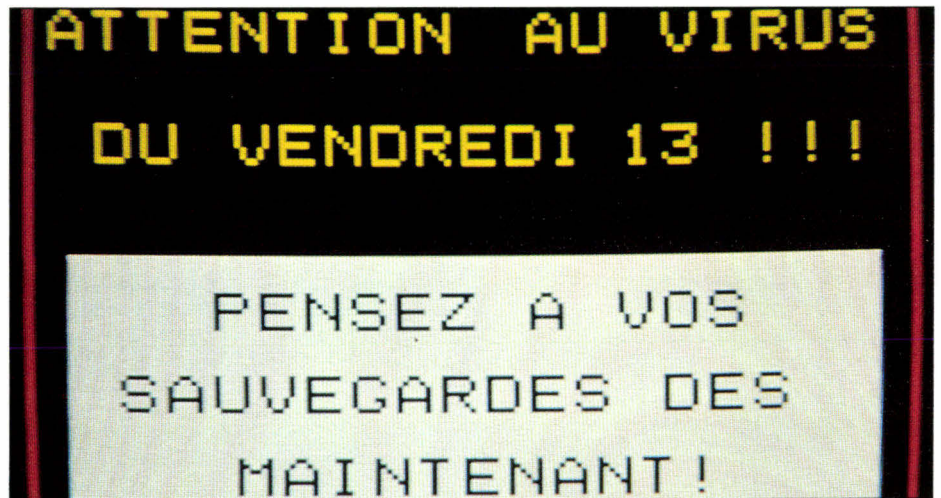 ATTENTION AU VIRUS
DU VENDREDI 13 !!!
PENSEZ A VOS
SAUVEGARDES DES
MAINTENANT!